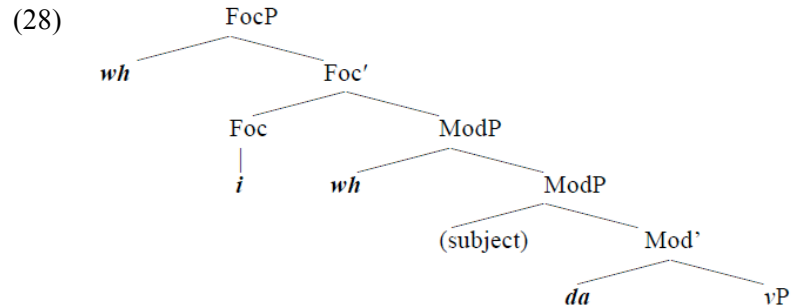 (28) FocP
wh Foc′
Foc ModP
i wh ModP
(subject) Mod’
da vP